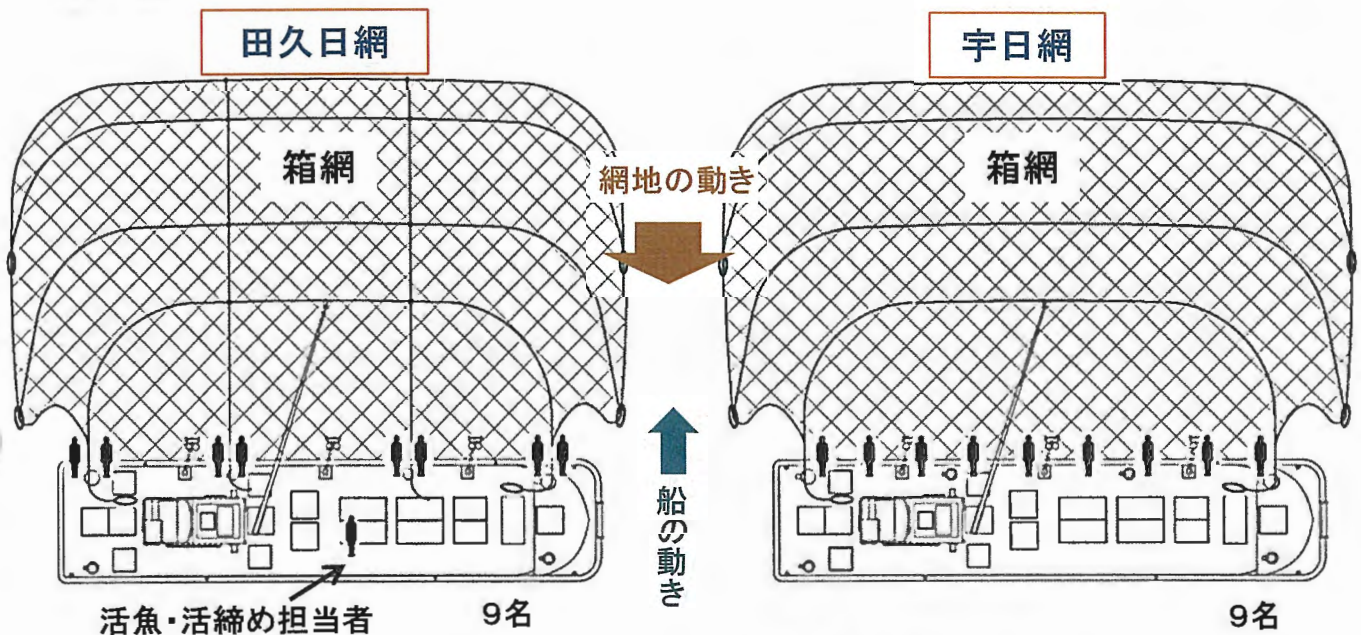 田久日網
宇日網
箱網
網地の動き
箱網
船の動き
活魚・活締め担当者
9名
9名